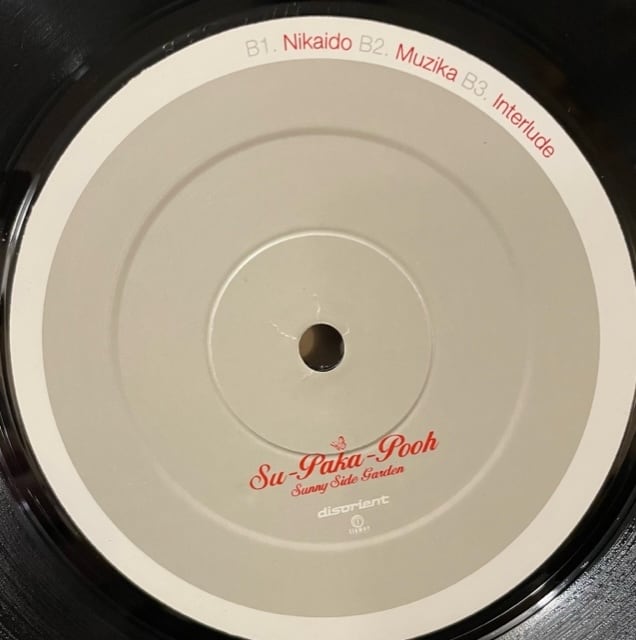 B1. Nikaido B2. Muzika B3. Interlude
Su-Paka-Pooh
Sunny Side Garden
disorient